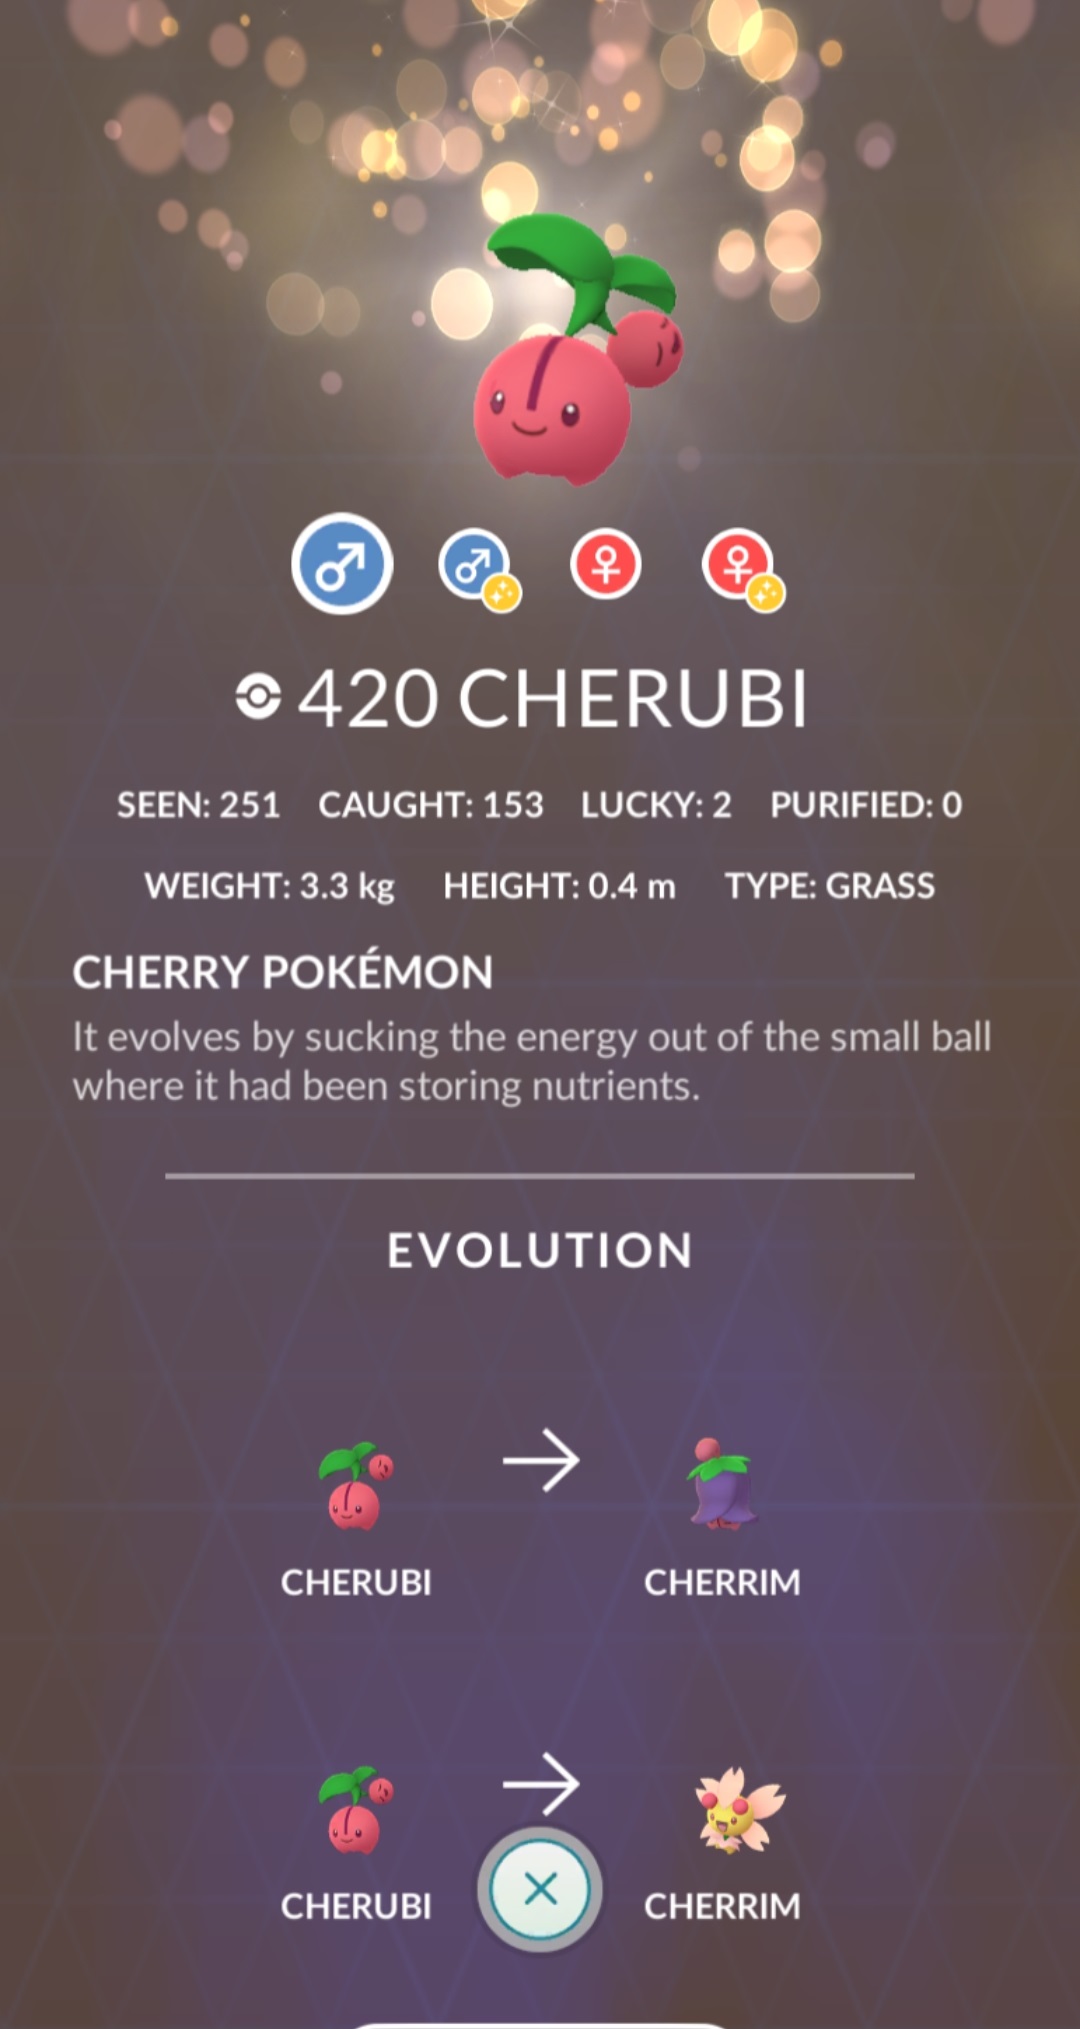 420 CHERUBI
SEEN: 251 CAUGHT: 153 LUCKY: 2 PURIFIED: 0
WEIGHT: 3.3 kg HEIGHT: 0.4 m TYPE: GRASS
CHERRY POKÉMON
It evolves by sucking the energy out of the small ball
where it had been storing nutrients.
EVOLUTION
CHERUBI CHERRIM
CHERUBI CHERRIM